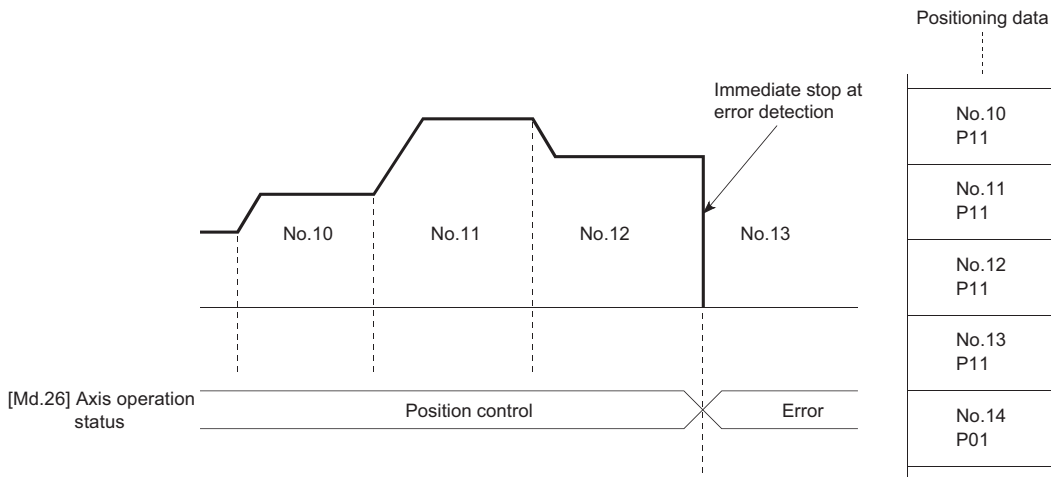 Positioning data
Immediate stop at
error detection
No.10
No.11
No.12
No.13
No.10
P11
No.11
P11
No.12
P11
No.13
P11
No.14
P01
[Md.26] Axis operation
status
Position control
Error